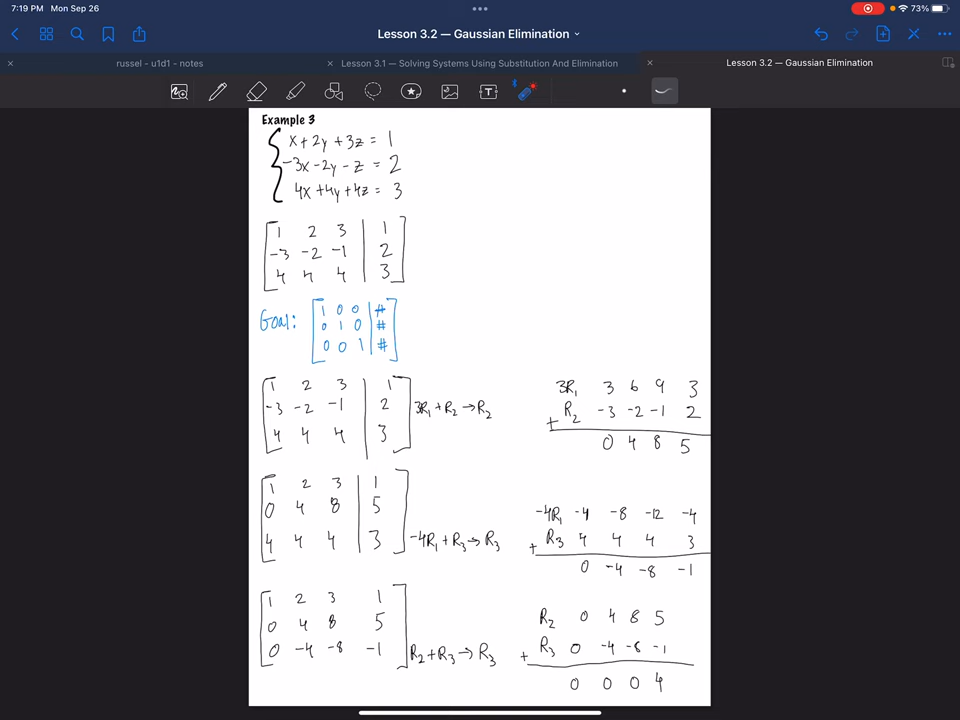 7:19 PM Mon Sep 26
73%
Lesson 3.2 — Gaussian Elimination
russel - u1d1 - notes
Lesson 3.1 — Solving Systems Using Substitution And Elimination
Lesson 3.2 — Gaussian Elimination
Example 3
x + 2y + 3z = 1
-3x - 2y - z = 2
4x + 4y + 4z = 3
1 2 3 | 1
-3 -2 -1 | 2
4 4 4 | 3
Goal:
1 0 0 | #
0 1 0 | #
0 0 1 | #
1 2 3 | 1
-3 -2 -1 | 2 3R₁ + R₂ → R₂
4 4 4 | 3
3R₁ 3 6 9 3
+ R₂ -3 -2 -1 2
0 4 8 5
1 2 3 | 1
0 4 8 | 5
4 4 4 | 3 -4R₁ + R₃ → R₃
-4R₁ -4 -8 -12 -4
+ R₃ 4 4 4 3
0 -4 -8 -1
1 2 3 1
0 4 8 5
0 -4 -8 -1 R₂ + R₃ → R₃
R₂ 0 4 8 5
+ R₃ 0 -4 -8 -1
0 0 0 4